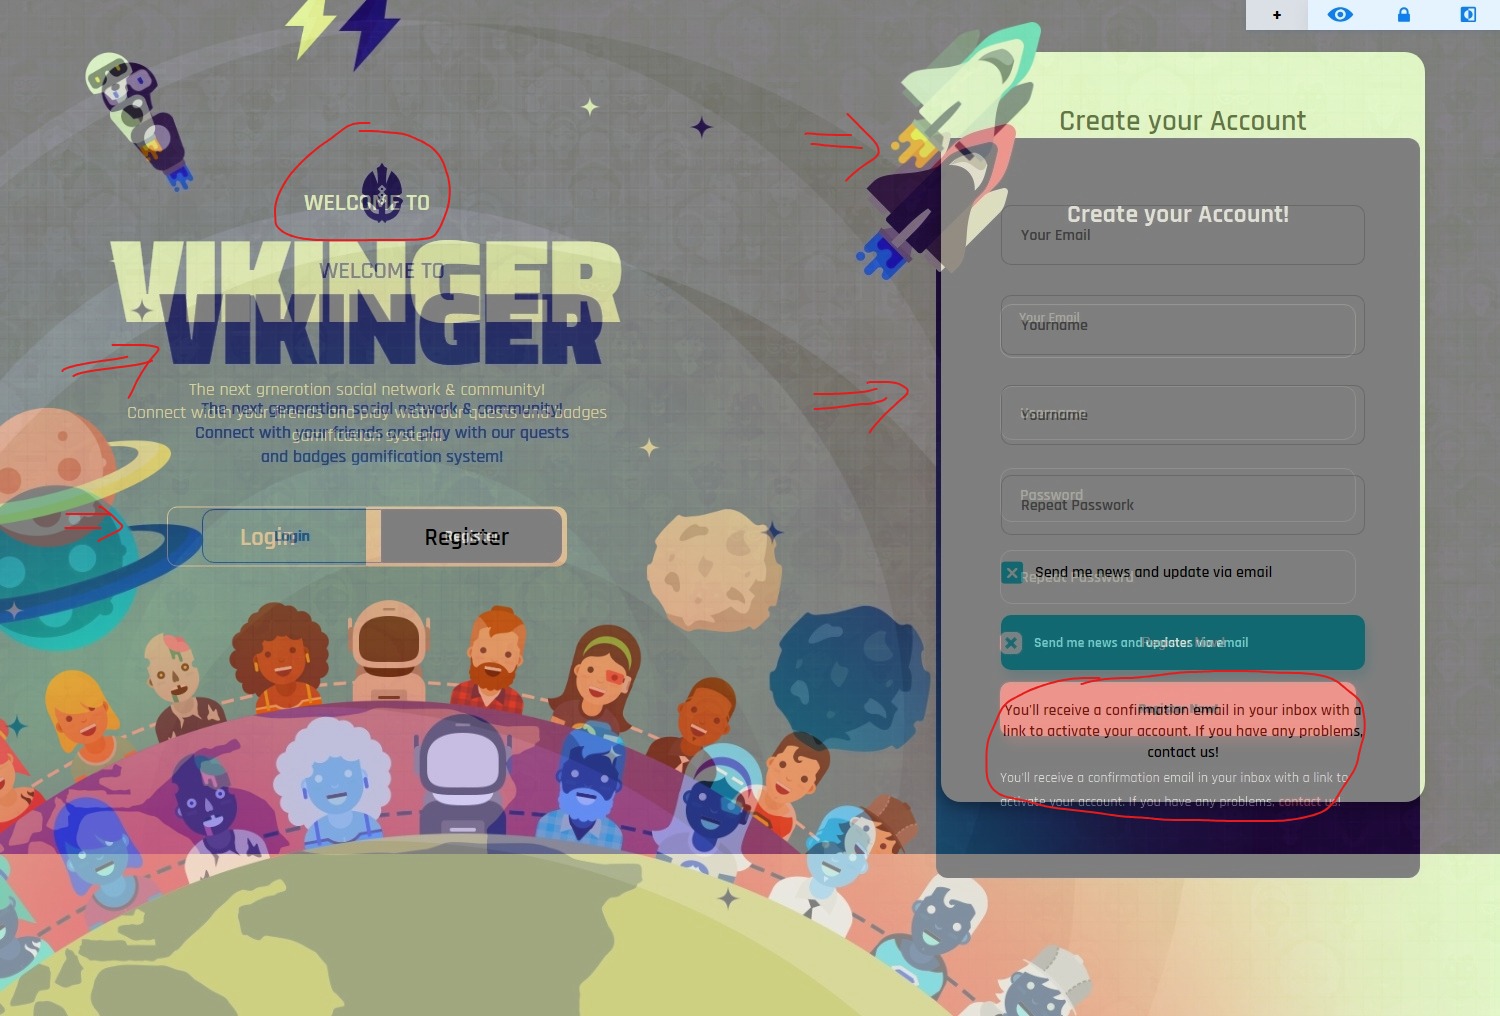 +
Create your Account
WELCOME TO
Create your Account!
Your Email
VIKINGER
WELCOME TO
VIKINGER
Your Email
Yourname
The next grneration social network & community!
The next generation social network & community!
Connect width your friends and play width our quests and badges
Yourname
Connect with your friends and play with our quests
gamification system!
and badges gamification system!
Password
Repeat Passwork
Login
Login
Register
Register
Send me news and update via email
Repeat Password
Send me news and updates via email
You'll receive a confirmation email in your inbox with a
link to activate your account. If you have any problems,
contact us!
You'll receive a confirmation email in your inbox with a link to
activate your account. If you have any problems, contact us!